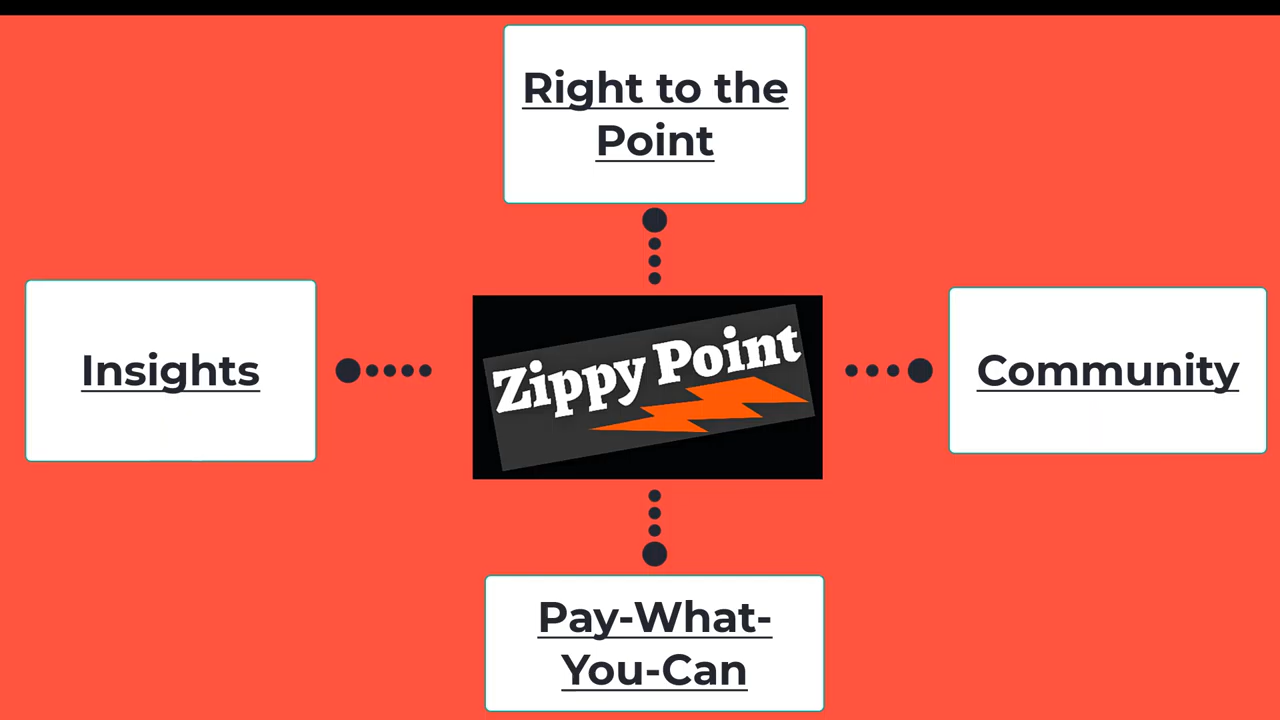 Right to the
Point
Insights
Zippy Point
Community
Pay-What-
You-Can